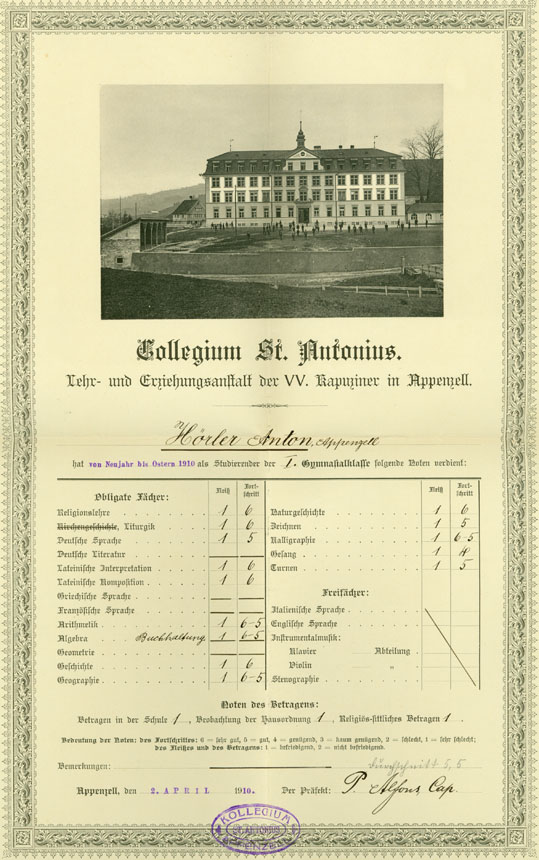 Collegium St. Antonius.
Lehr- und Erziehungsanstalt der VV. Kapuziner in Appenzell.
Hörler Anton, Appenzell
hat von Neujahr bis Ostern 1910 als Studierender der I. Gymnasialklasse folgende Noten verdient:
Obligate Fächer: Fleiß Fortschritt
Religionslehre 1 6
Kirchengeschichte, Liturgik 1 6
Deutsche Sprache 1 5
Deutsche Literatur — —
Lateinische Interpretation 1 6
Lateinische Komposition 1 6
Griechische Sprache — —
Französische Sprache — —
Arithmetik 1 6-5
Algebra Buchhaltung 1 6-5
Geometrie — —
Geschichte 1 6
Geographie 1 6-5
Fleiß Fortschritt
Naturgeschichte 1 6
Zeichnen 1 5
Kalligraphie 1 6-5
Gesang 1 4
Turnen 1 5
Freifächer:
Italienische Sprache
Englische Sprache
Instrumentalmusik:
Klavier Abteilung
Violin "
Stenographie
Noten des Betragens:
Betragen in der Schule 1, Beobachtung der Hausordnung 1, Religiös-sittliches Betragen 1.
Bedeutung der Noten: des Fortschrittes: 6 = sehr gut, 5 = gut, 4 = genügend, 3 = kaum genügend, 2 = schlecht, 1 = sehr schlecht;
des Fleißes und des Betragens: 1 = befriedigend, 2 = nicht befriedigend.
Bemerkungen: durchschnitt 5,5
Appenzell, den 2. APRIL 1910. Der Präfekt: P. Alfons Cap.
KOLLEGIUM
ST. ANTONIUS
APPENZELL